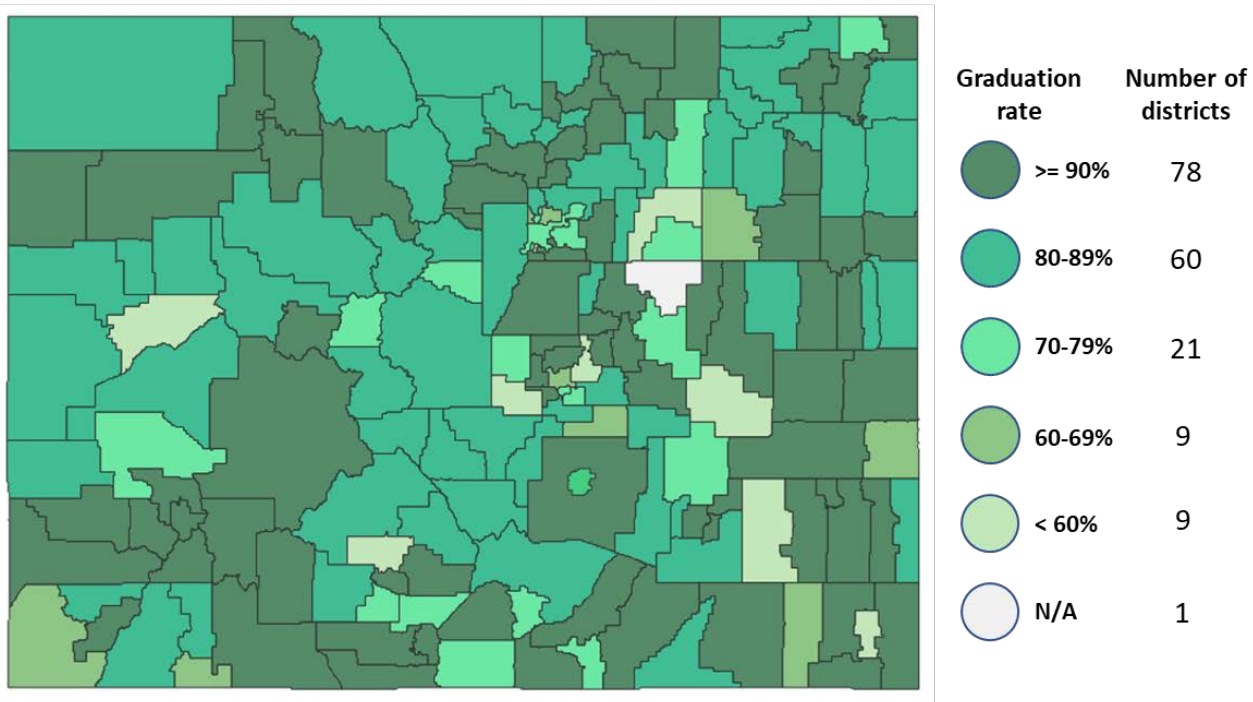 Graduation rate
Number of districts
>= 90% 78
80-89% 60
70-79% 21
60-69% 9
< 60% 9
N/A 1